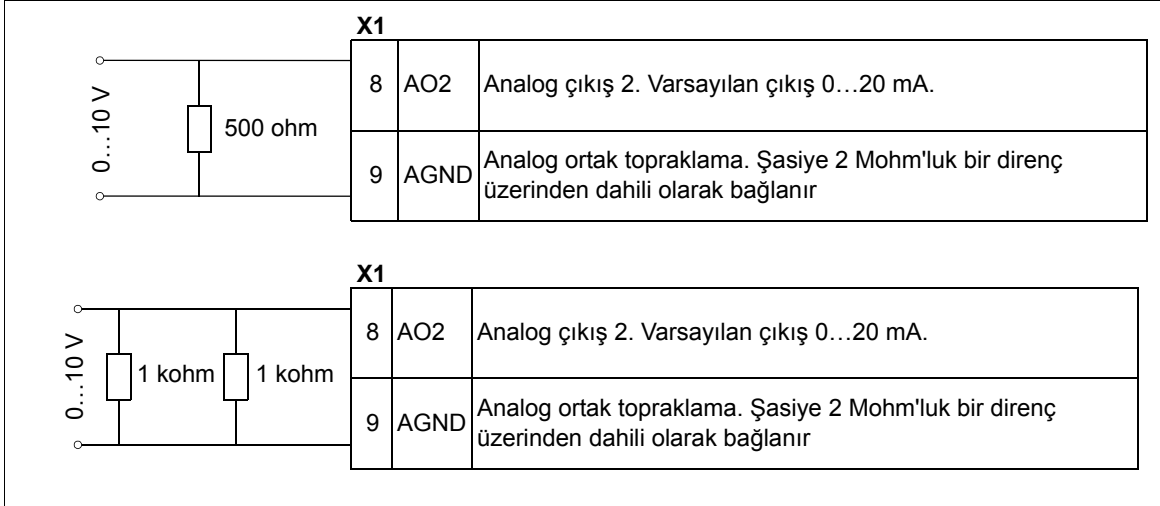 X1
0…10 V
500 ohm
8 AO2 Analog çıkış 2. Varsayılan çıkış 0…20 mA.
9 AGND Analog ortak topraklama. Şasiye 2 Mohm'luk bir direnç
üzerinden dahili olarak bağlanır
X1
0…10 V
1 kohm 1 kohm
8 AO2 Analog çıkış 2. Varsayılan çıkış 0…20 mA.
9 AGND Analog ortak topraklama. Şasiye 2 Mohm'luk bir direnç
üzerinden dahili olarak bağlanır